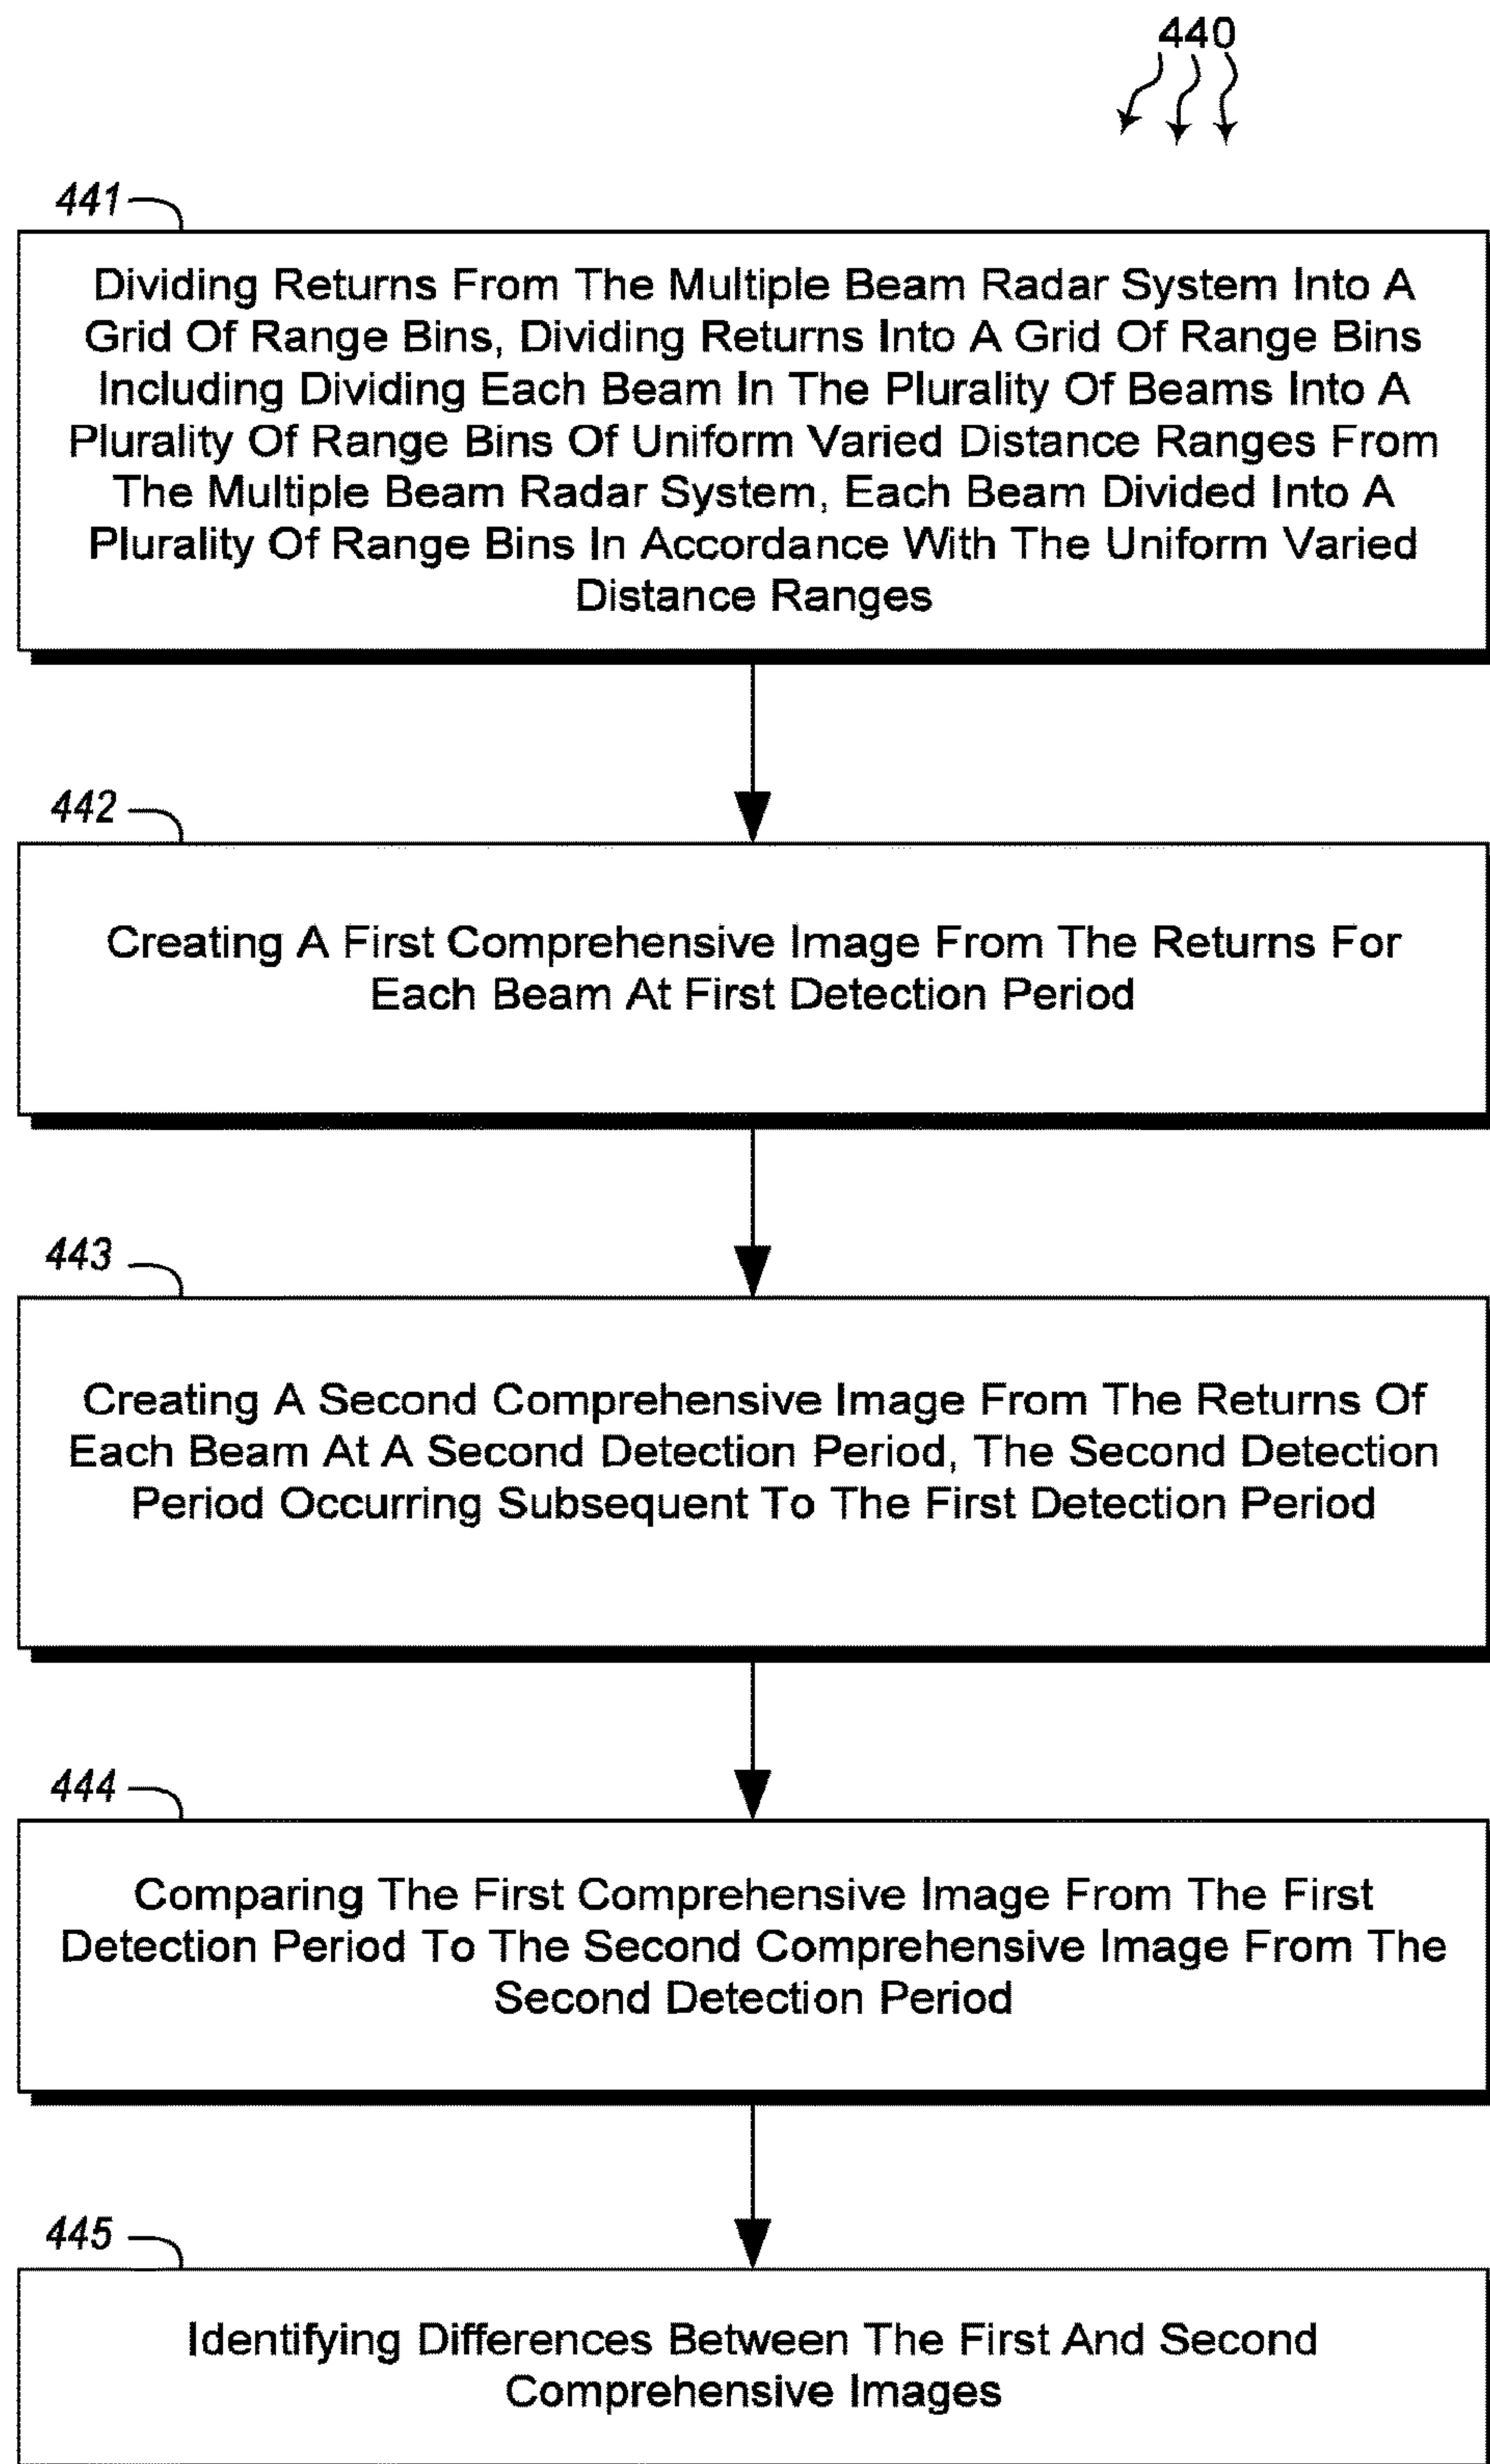 440
441
Dividing Returns From The Multiple Beam Radar System Into A
Grid Of Range Bins, Dividing Returns Into A Grid Of Range Bins
Including Dividing Each Beam In The Plurality Of Beams Into A
Plurality Of Range Bins Of Uniform Varied Distance Ranges From
The Multiple Beam Radar System, Each Beam Divided Into A
Plurality Of Range Bins In Accordance With The Uniform Varied
Distance Ranges
442
Creating A First Comprehensive Image From The Returns For
Each Beam At First Detection Period
443
Creating A Second Comprehensive Image From The Returns Of
Each Beam At A Second Detection Period, The Second Detection
Period Occurring Subsequent To The First Detection Period
444
Comparing The First Comprehensive Image From The First
Detection Period To The Second Comprehensive Image From The
Second Detection Period
445
Identifying Differences Between The First And Second
Comprehensive Images